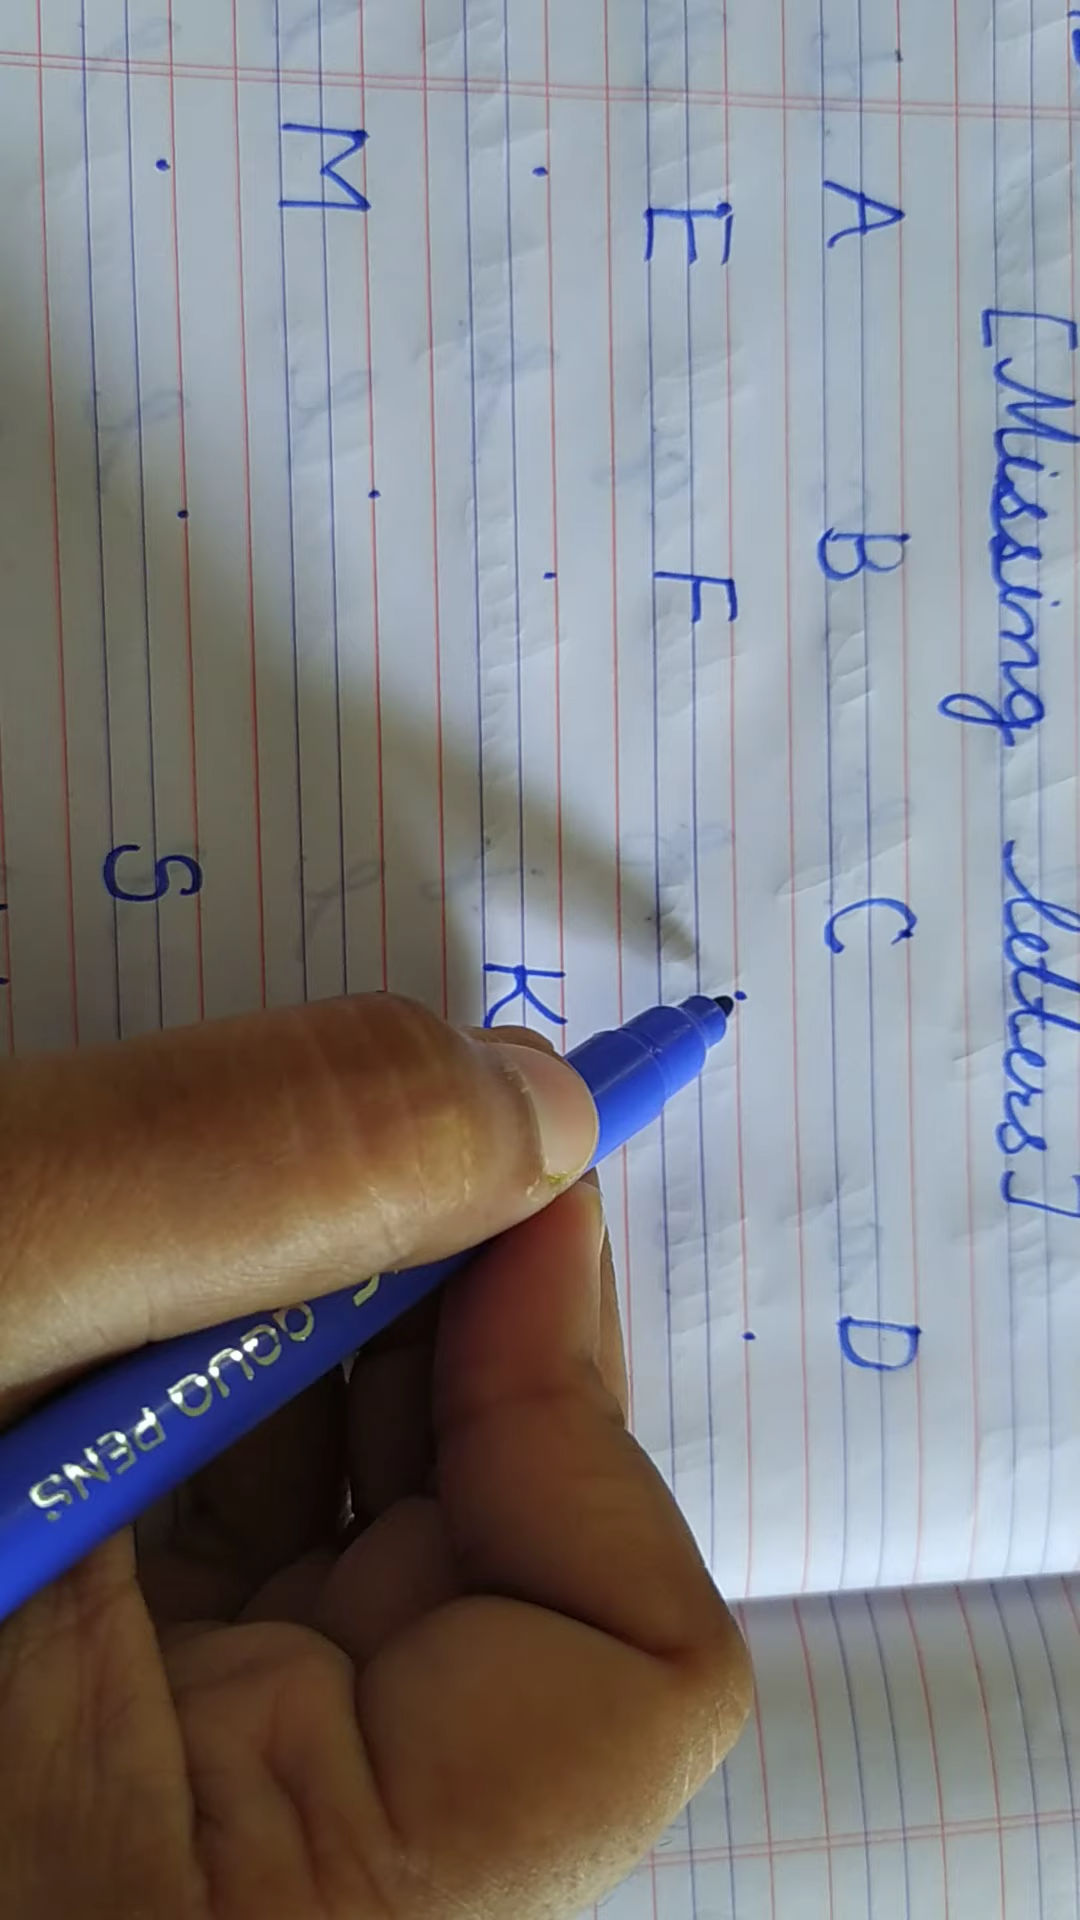 [Missing letters]
A B C D
E F . .
. . K
M .
. . S
AQUA PENS